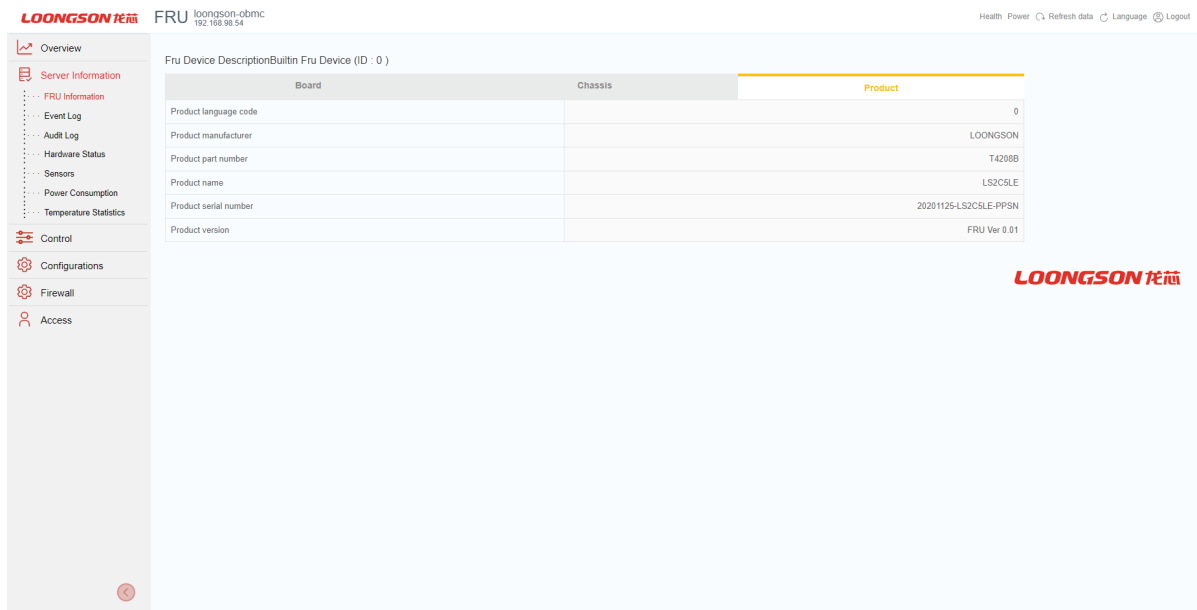 LOONGSON龙芯
FRU loongson-obmc
192.168.98.54
Health Power Refresh data Language Logout
Overview
Server Information
FRU Information
Event Log
Audit Log
Hardware Status
Sensors
Power Consumption
Temperature Statistics
Control
Configurations
Firewall
Access
Fru Device DescriptionBuiltin Fru Device (ID : 0 )
Board Chassis Product
Product language code 0
Product manufacturer LOONGSON
Product part number T4208B
Product name LS2C5LE
Product serial number 20201125-LS2C5LE-PPSN
Product version FRU Ver 0.01
LOONGSON龙芯